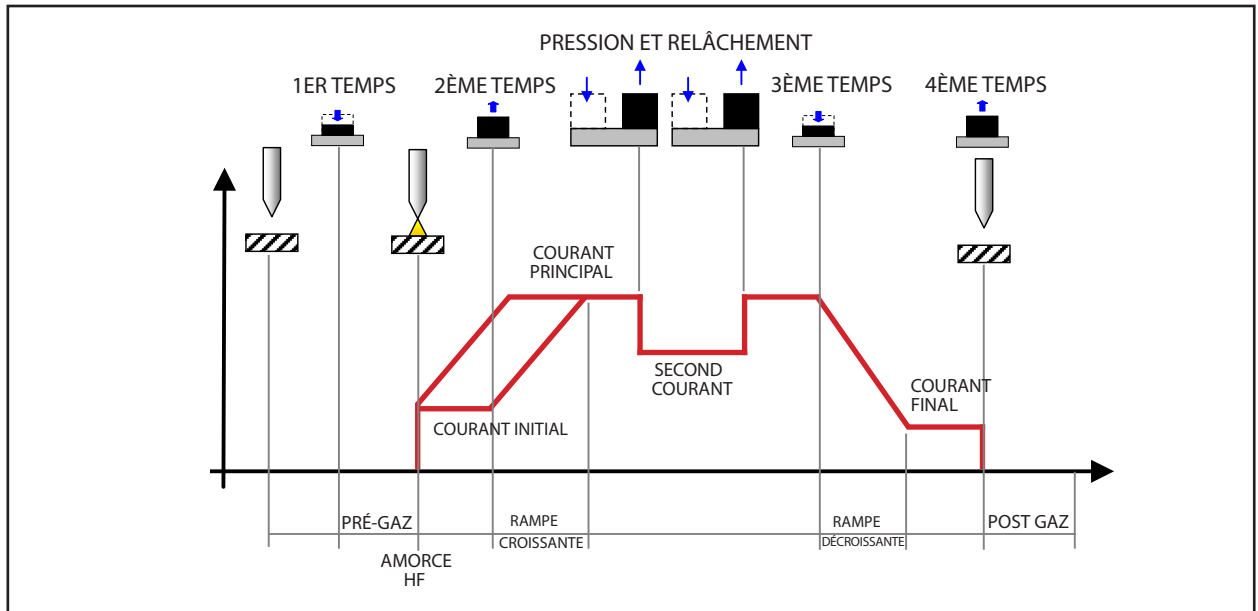 PRESSION ET RELÂCHEMENT
1ER TEMPS
2ÈME TEMPS
3ÈME TEMPS
4ÈME TEMPS
COURANT
PRINCIPAL
SECOND
COURANT
COURANT
FINAL
COURANT INITIAL
PRÉ-GAZ
RAMPE
CROISSANTE
RAMPE
DÉCROISSANTE
POST GAZ
AMORCE
HF